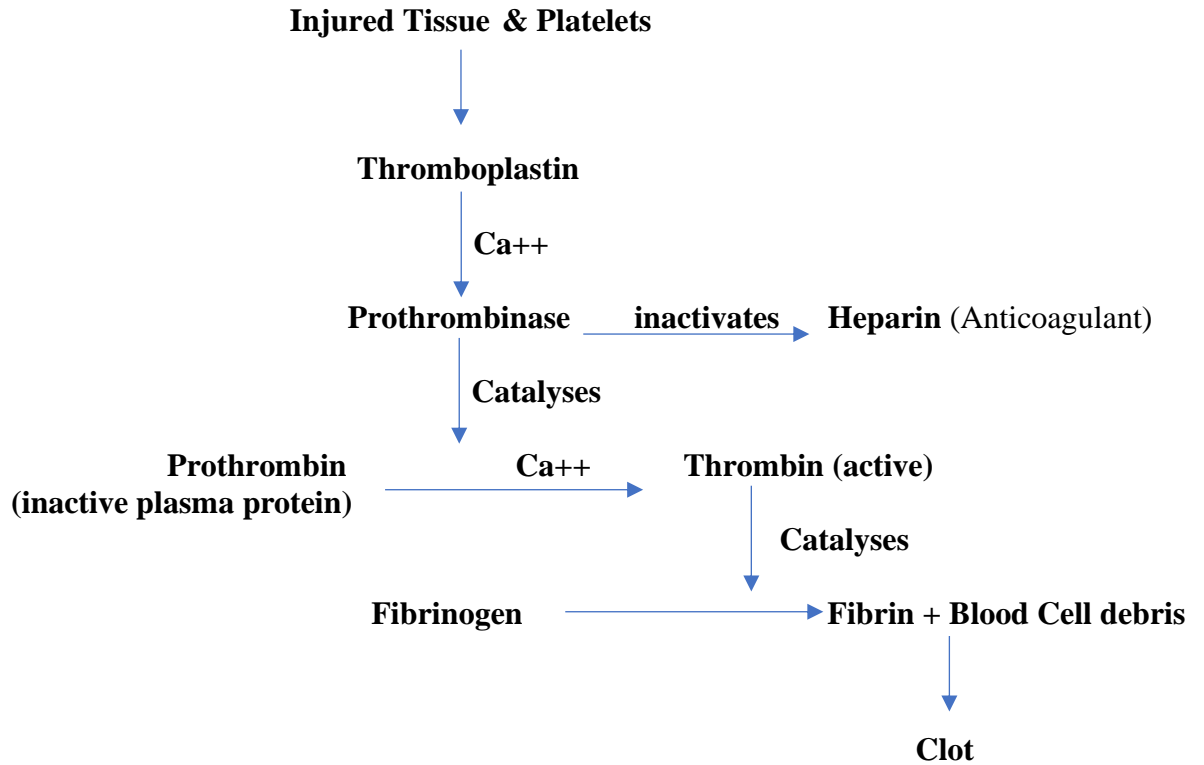 Injured Tissue & Platelets
Thromboplastin
Ca++
Prothrombinase inactivates Heparin (Anticoagulant)
Catalyses
Prothrombin Ca++ Thrombin (active)
(inactive plasma protein)
Catalyses
Fibrinogen Fibrin + Blood Cell debris
Clot